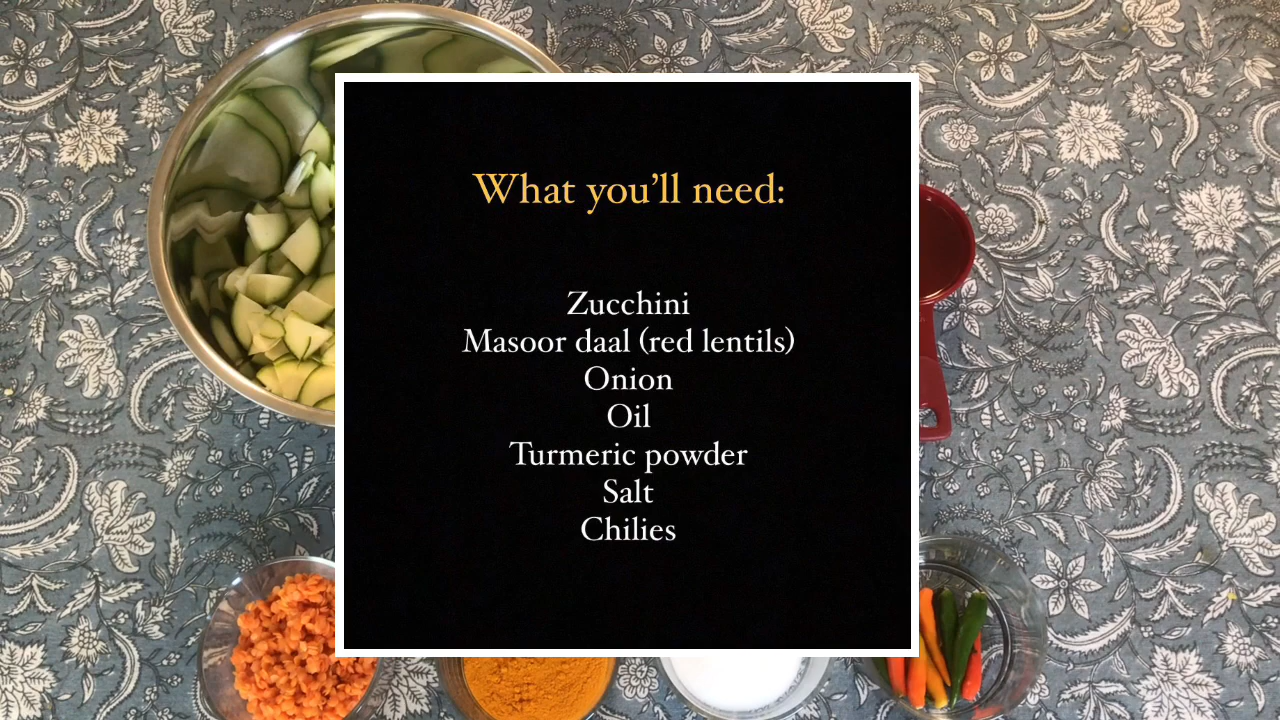 What you’ll need:
Zucchini
Masoor daal (red lentils)
Onion
Oil
Turmeric powder
Salt
Chilies